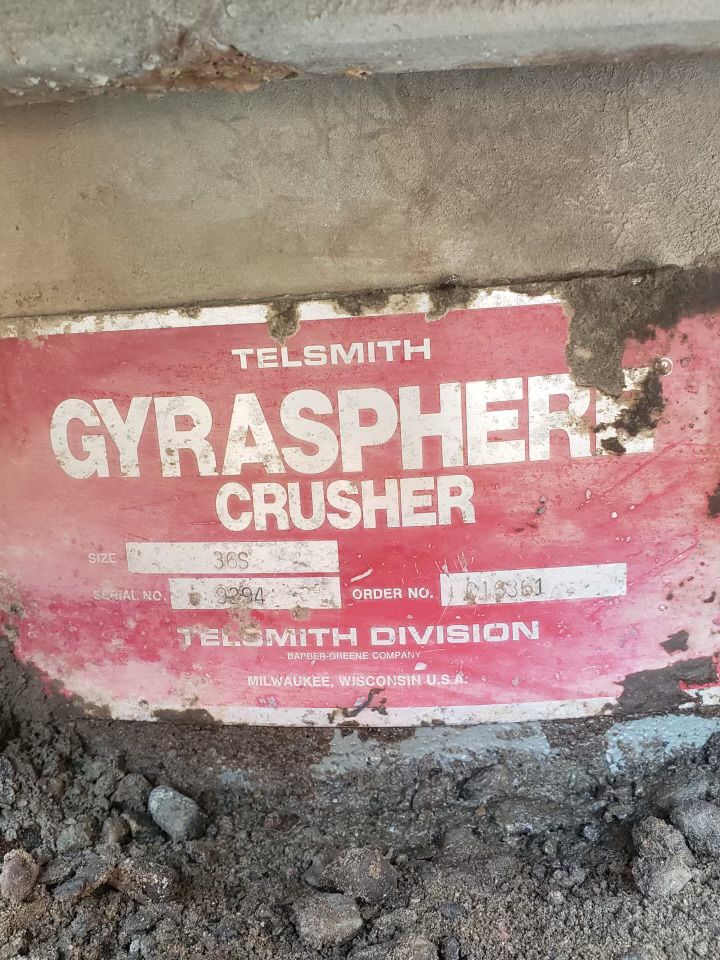 TELSMITH
GYRASPHERE®
CRUSHER
SIZE 36S
SERIAL NO. 9294 ORDER NO.
TELSMITH DIVISION
BARBER-GREENE COMPANY
MILWAUKEE, WISCONSIN U.S.A.